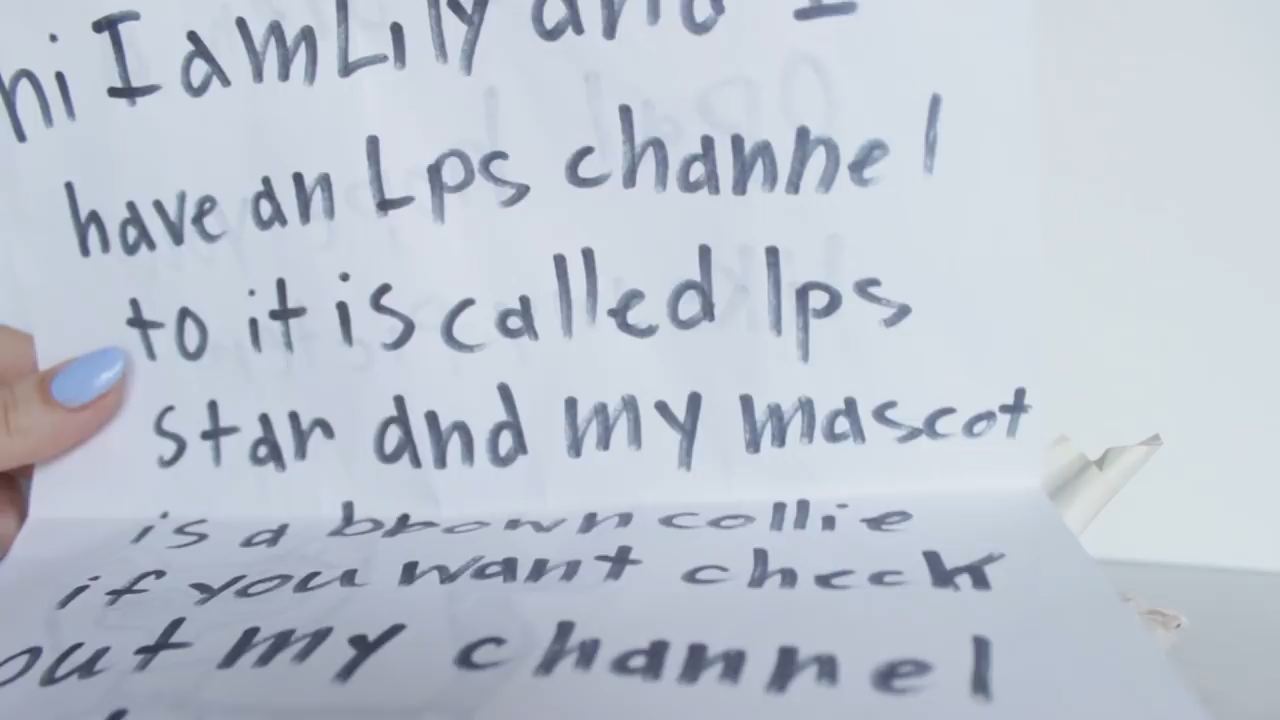 hi I am Lily and I
have an Lps channel
to it is called lps
star and my mascot
is a brown collie
if you want check
out my channel